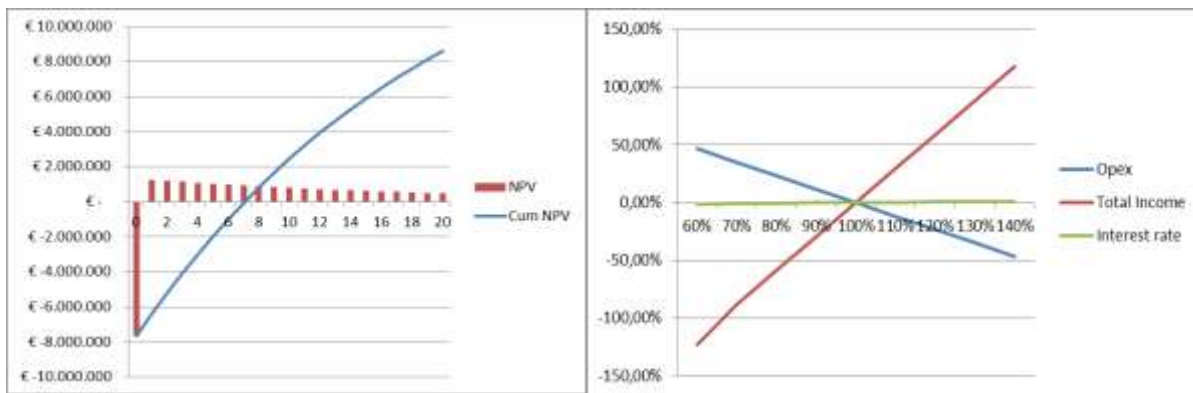 € 10.000.000
€ 8.000.000
€ 6.000.000
€ 4.000.000
€ 2.000.000
€ -
€ -2.000.000
€ -4.000.000
€ -6.000.000
€ -8.000.000
€ -10.000.000
0 2 4 6 8 10 12 14 16 18 20
NPV
Cum NPV
150,00%
100,00%
50,00%
0,00%
-50,00%
-100,00%
-150,00%
60% 70% 80% 90% 100% 110% 120% 130% 140%
Opex
Total Income
Interest rate